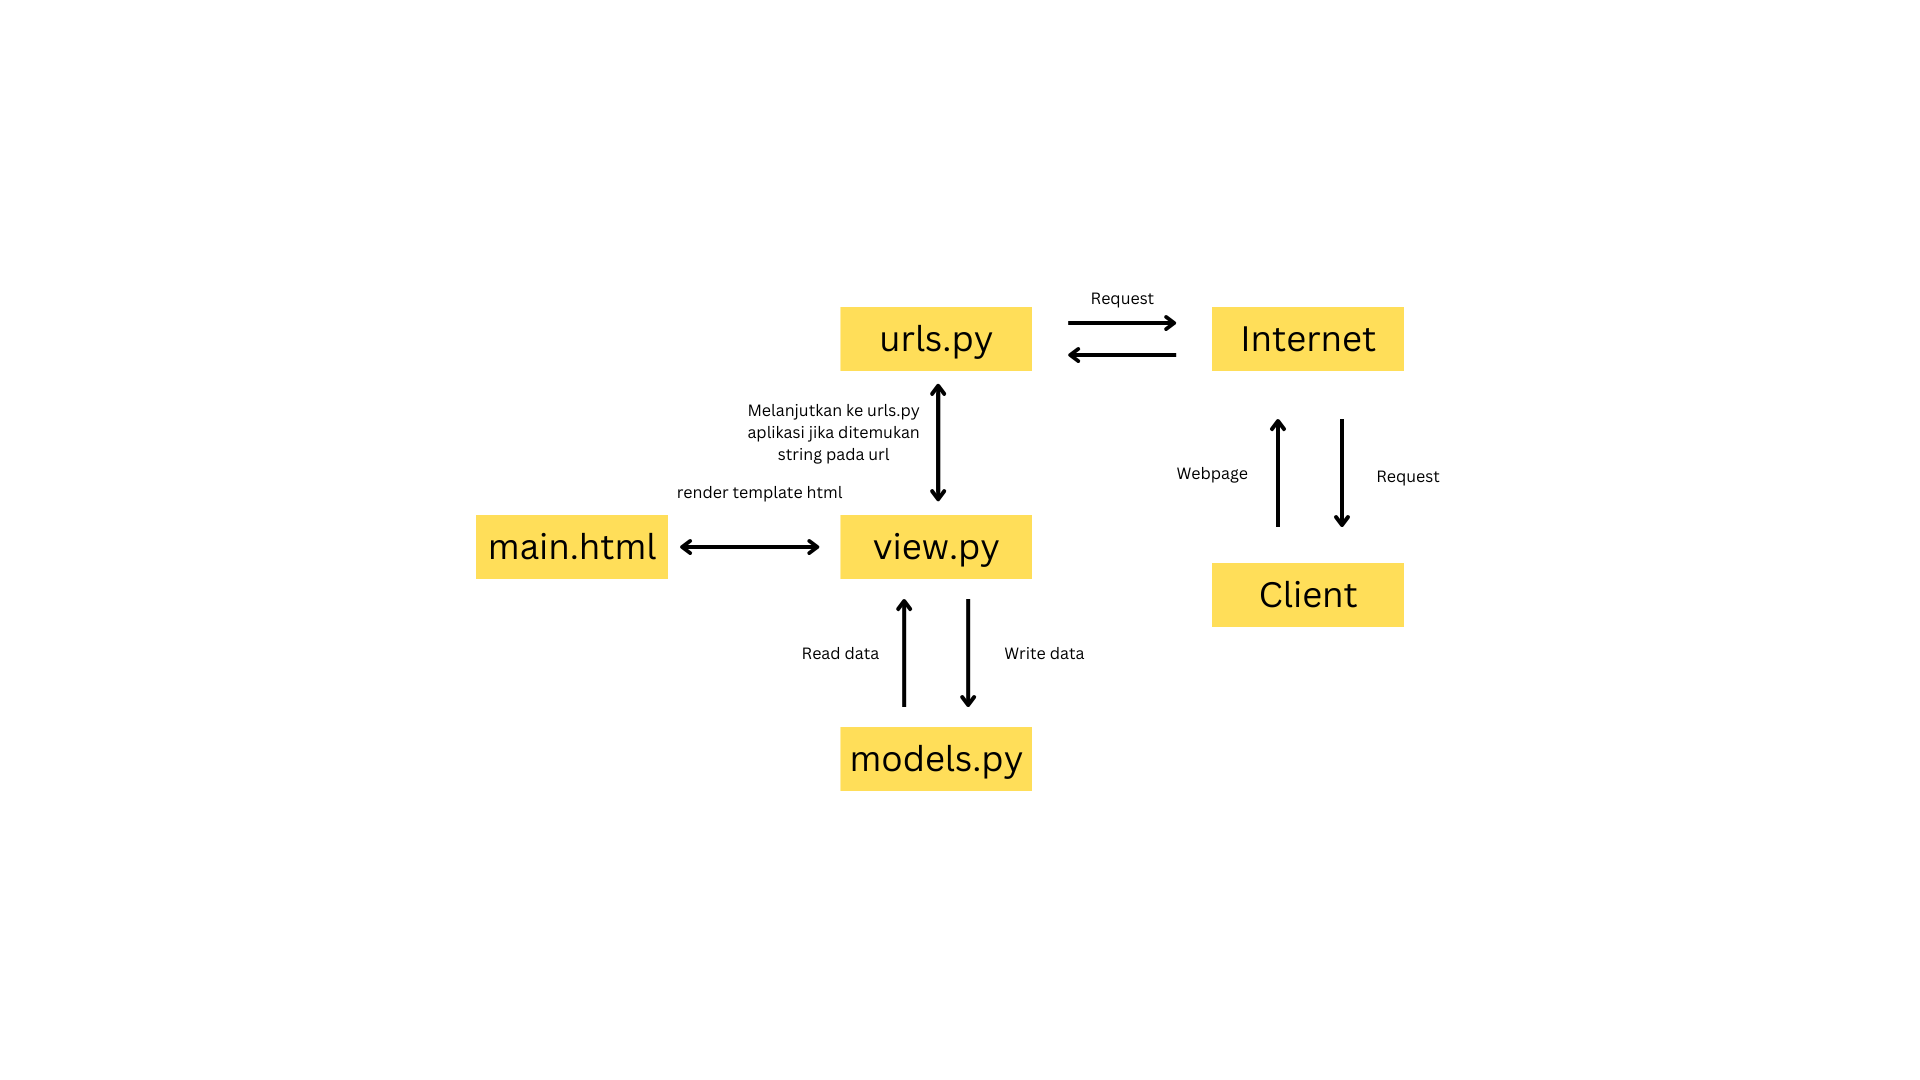 Request
urls.py
Internet
Melanjutkan ke urls.py
aplikasi jika ditemukan
string pada url
Webpage
Request
render template html
main.html
view.py
Client
Read data
Write data
models.py